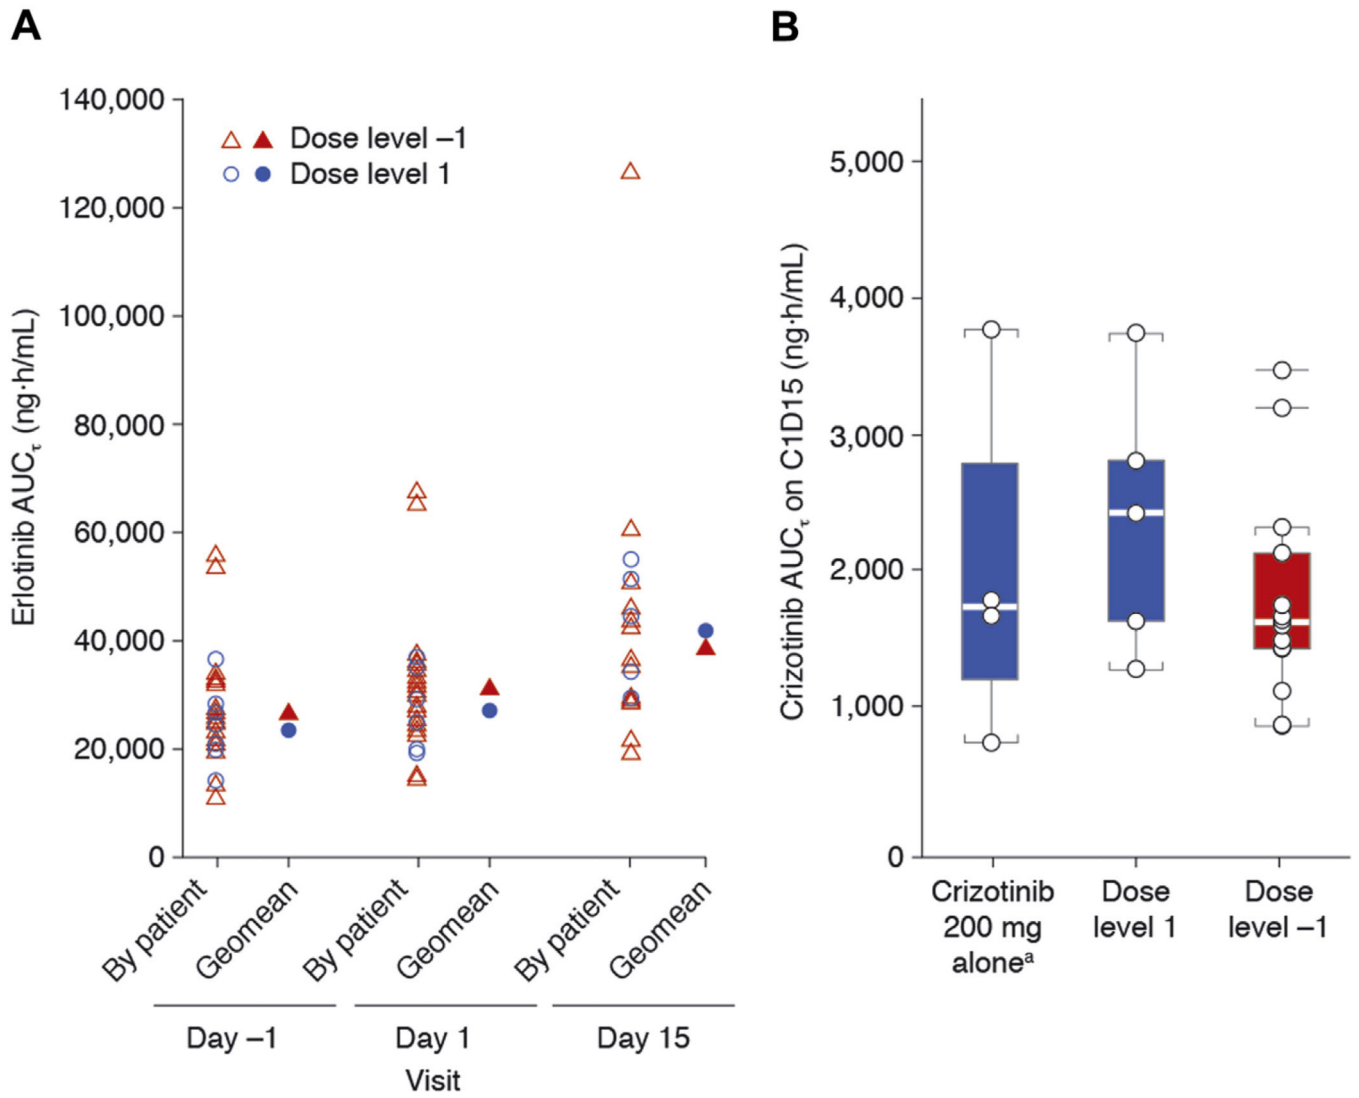 A
Erlotinib AUCτ (ng·h/mL)
140,000
120,000
100,000
80,000
60,000
40,000
20,000
0
Dose level –1
Dose level 1
By patient
Geomean
By patient
Geomean
By patient
Geomean
Day –1
Day 1
Day 15
Visit
B
Crizotinib AUCτ on C1D15 (ng·h/mL)
5,000
4,000
3,000
2,000
1,000
0
Crizotinib
200 mg
aloneª
Dose
level 1
Dose
level –1